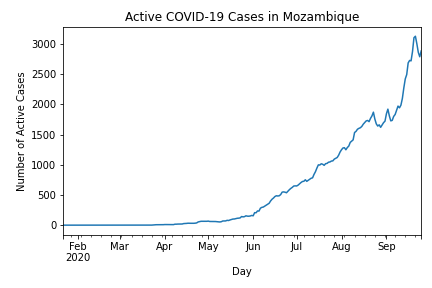 Active COVID-19 Cases in Mozambique
Number of Active Cases
3000
2500
2000
1500
1000
500
0
Feb Mar Apr May Jun Jul Aug Sep
2020
Day